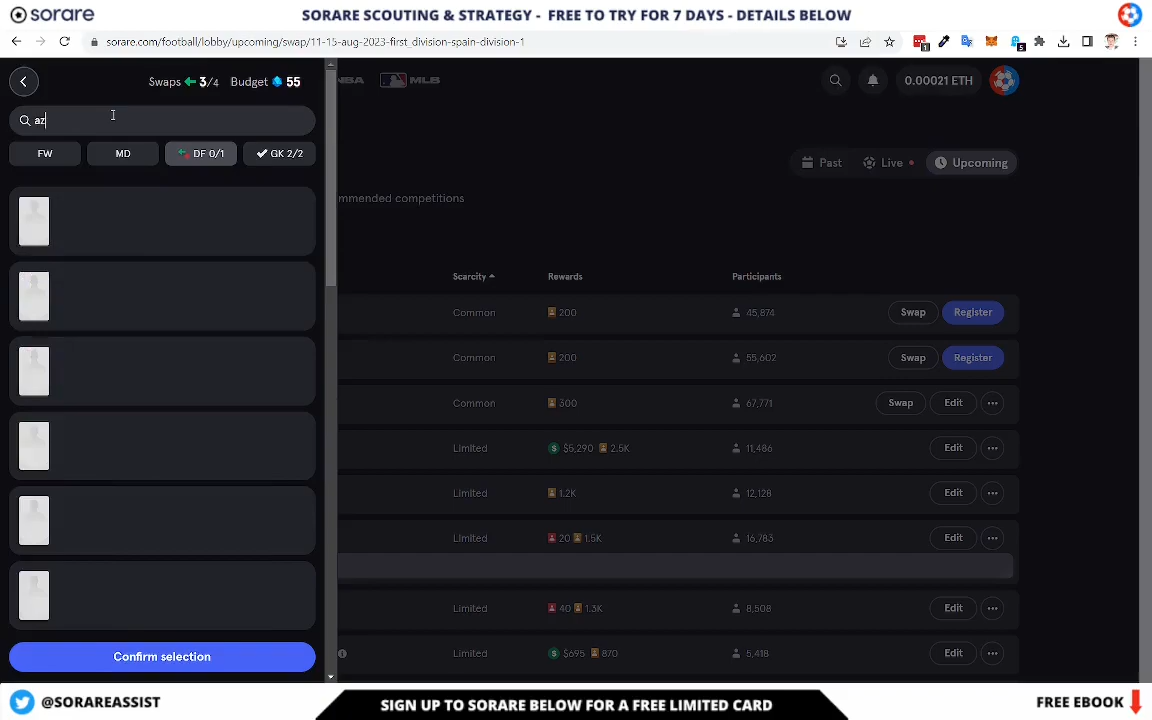 sorare
SORARE SCOUTING & STRATEGY - FREE TO TRY FOR 7 DAYS - DETAILS BELOW
sorare.com/football/lobby/upcoming/swap/11-15-aug-2023-first_division-spain-division-1
1
5
Swaps 3/4 Budget 55
NBA MLB
0.00021 ETH
az
FW MD DF 0/1 GK 2/2
Past Live Upcoming
mmended competitions
Scarcity Rewards Participants
Common 200 45,874 Swap Register
Common 200 55,602 Swap Register
Common 300 67,771 Swap Edit
Limited $5,290 2.5K 11,486 Edit
Limited 1.2K 12,128 Edit
Limited 20 1.5K 16,783 Edit
Limited 40 1.3K 8,508 Edit
Limited $695 870 5,418 Edit
Confirm selection
@SORAREASSIST
SIGN UP TO SORARE BELOW FOR A FREE LIMITED CARD
FREE EBOOK